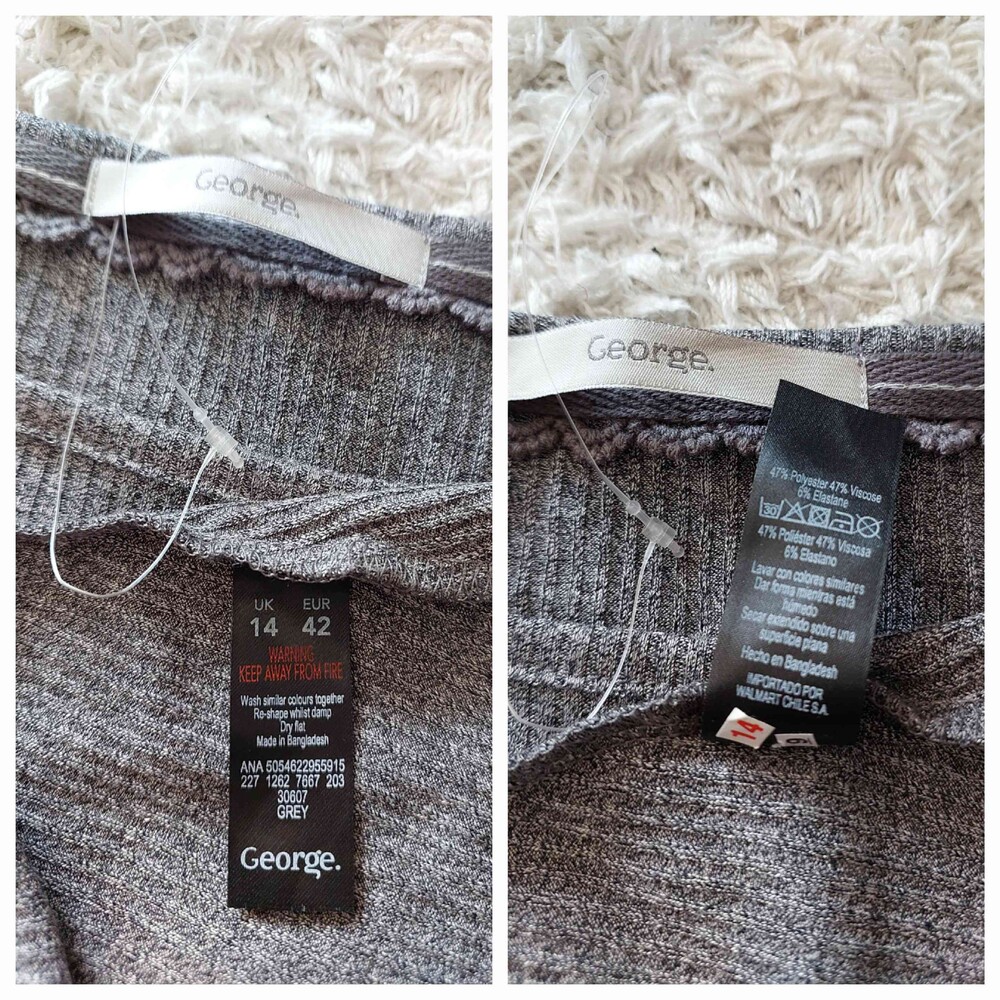 George.
UK EUR
14 42
WARNING
KEEP AWAY FROM FIRE
Wash similar colours together
Re-shape whilst damp
Dry flat
Made in Bangladesh
ANA 5054622955915
227 1262 7667 203
30607
GREY
George.
George.
47% Polyester 47% Viscose
6% Elastane
30
47% Poliéster 47% Viscosa
6% Elastano
Lavar con colores similares
Dar forma mientras está
húmedo
Secar extendido sobre una
superficie plana
Hecho en Bangladesh
IMPORTADO POR
WALMART CHILE S.A.
14